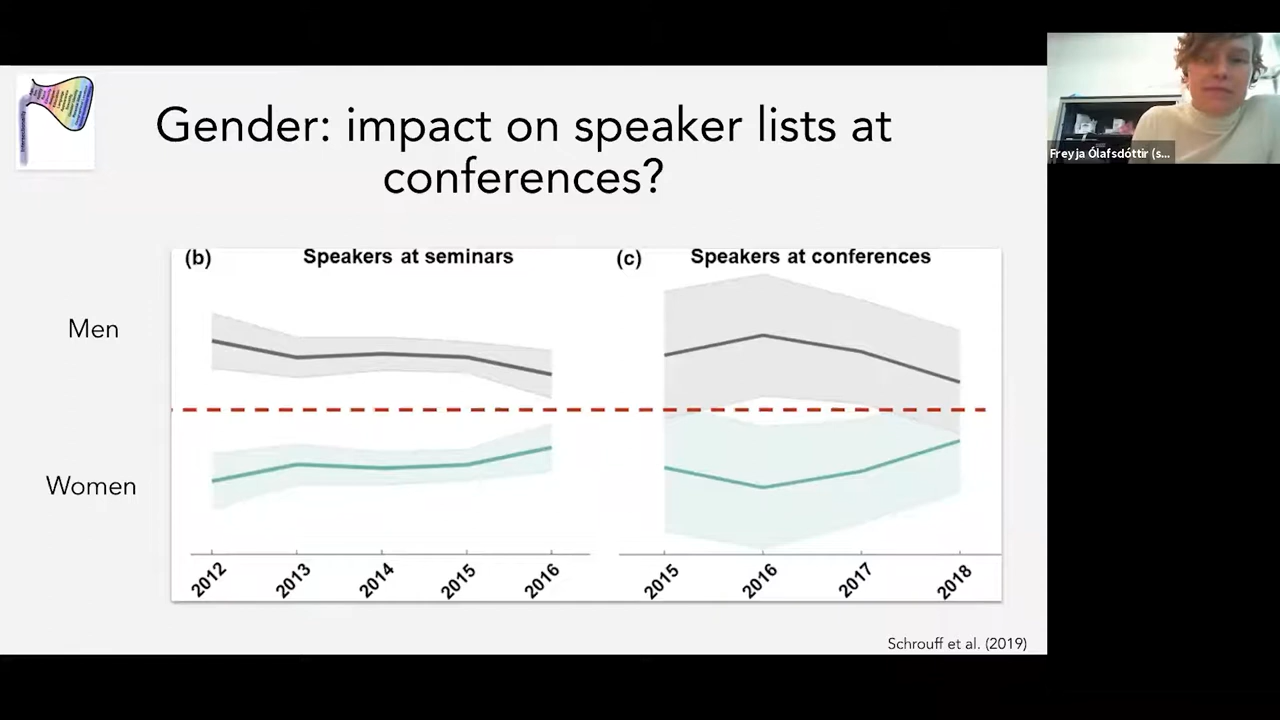 Gender: impact on speaker lists at
conferences?
Freyja Ólafsdóttir (s...
(b) Speakers at seminars
(c) Speakers at conferences
Men
Women
2012 2013 2014 2015 2016
2015 2016 2017 2018
Schrouff et al. (2019)
Intersectionality